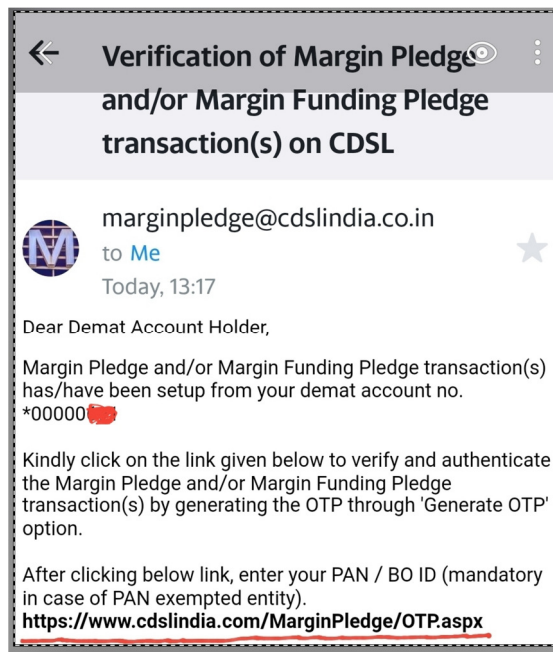 Verification of Margin Pledge
and/or Margin Funding Pledge
transaction(s) on CDSL
M
marginpledge@cdslindia.co.in
to Me
Today, 13:17
Dear Demat Account Holder,
Margin Pledge and/or Margin Funding Pledge transaction(s)
has/have been setup from your demat account no.
*00000
Kindly click on the link given below to verify and authenticate
the Margin Pledge and/or Margin Funding Pledge
transaction(s) by generating the OTP through 'Generate OTP'
option.
After clicking below link, enter your PAN / BO ID (mandatory
in case of PAN exempted entity).
https://www.cdslindia.com/MarginPledge/OTP.aspx